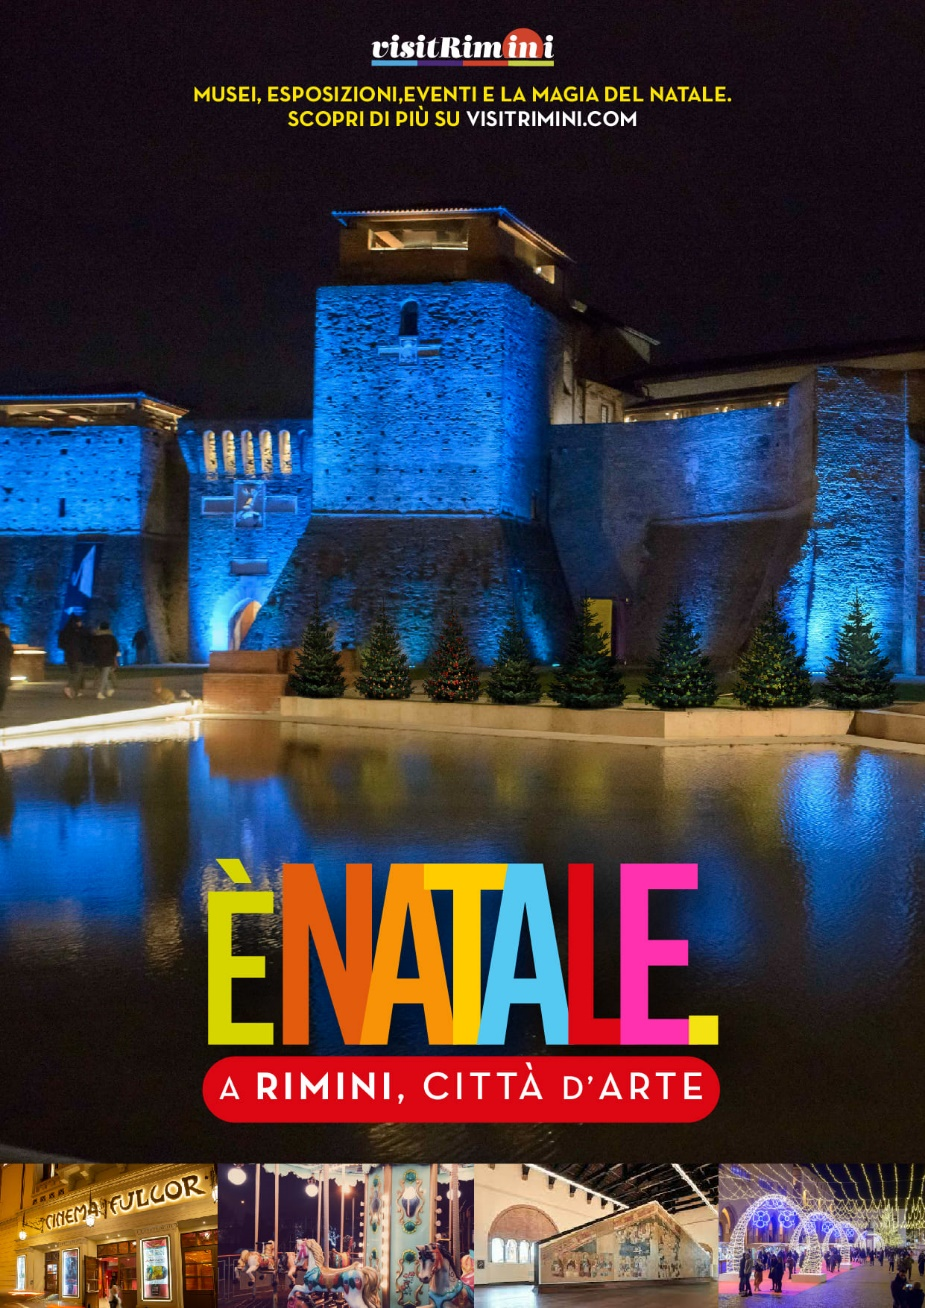 visitRimini
MUSEI, ESPOSIZIONI,EVENTI E LA MAGIA DEL NATALE.
SCOPRI DI PIÙ SU VISITRIMINI.COM
È NATALE.
A RIMINI, CITTÀ D'ARTE
CINEMA FULGOR